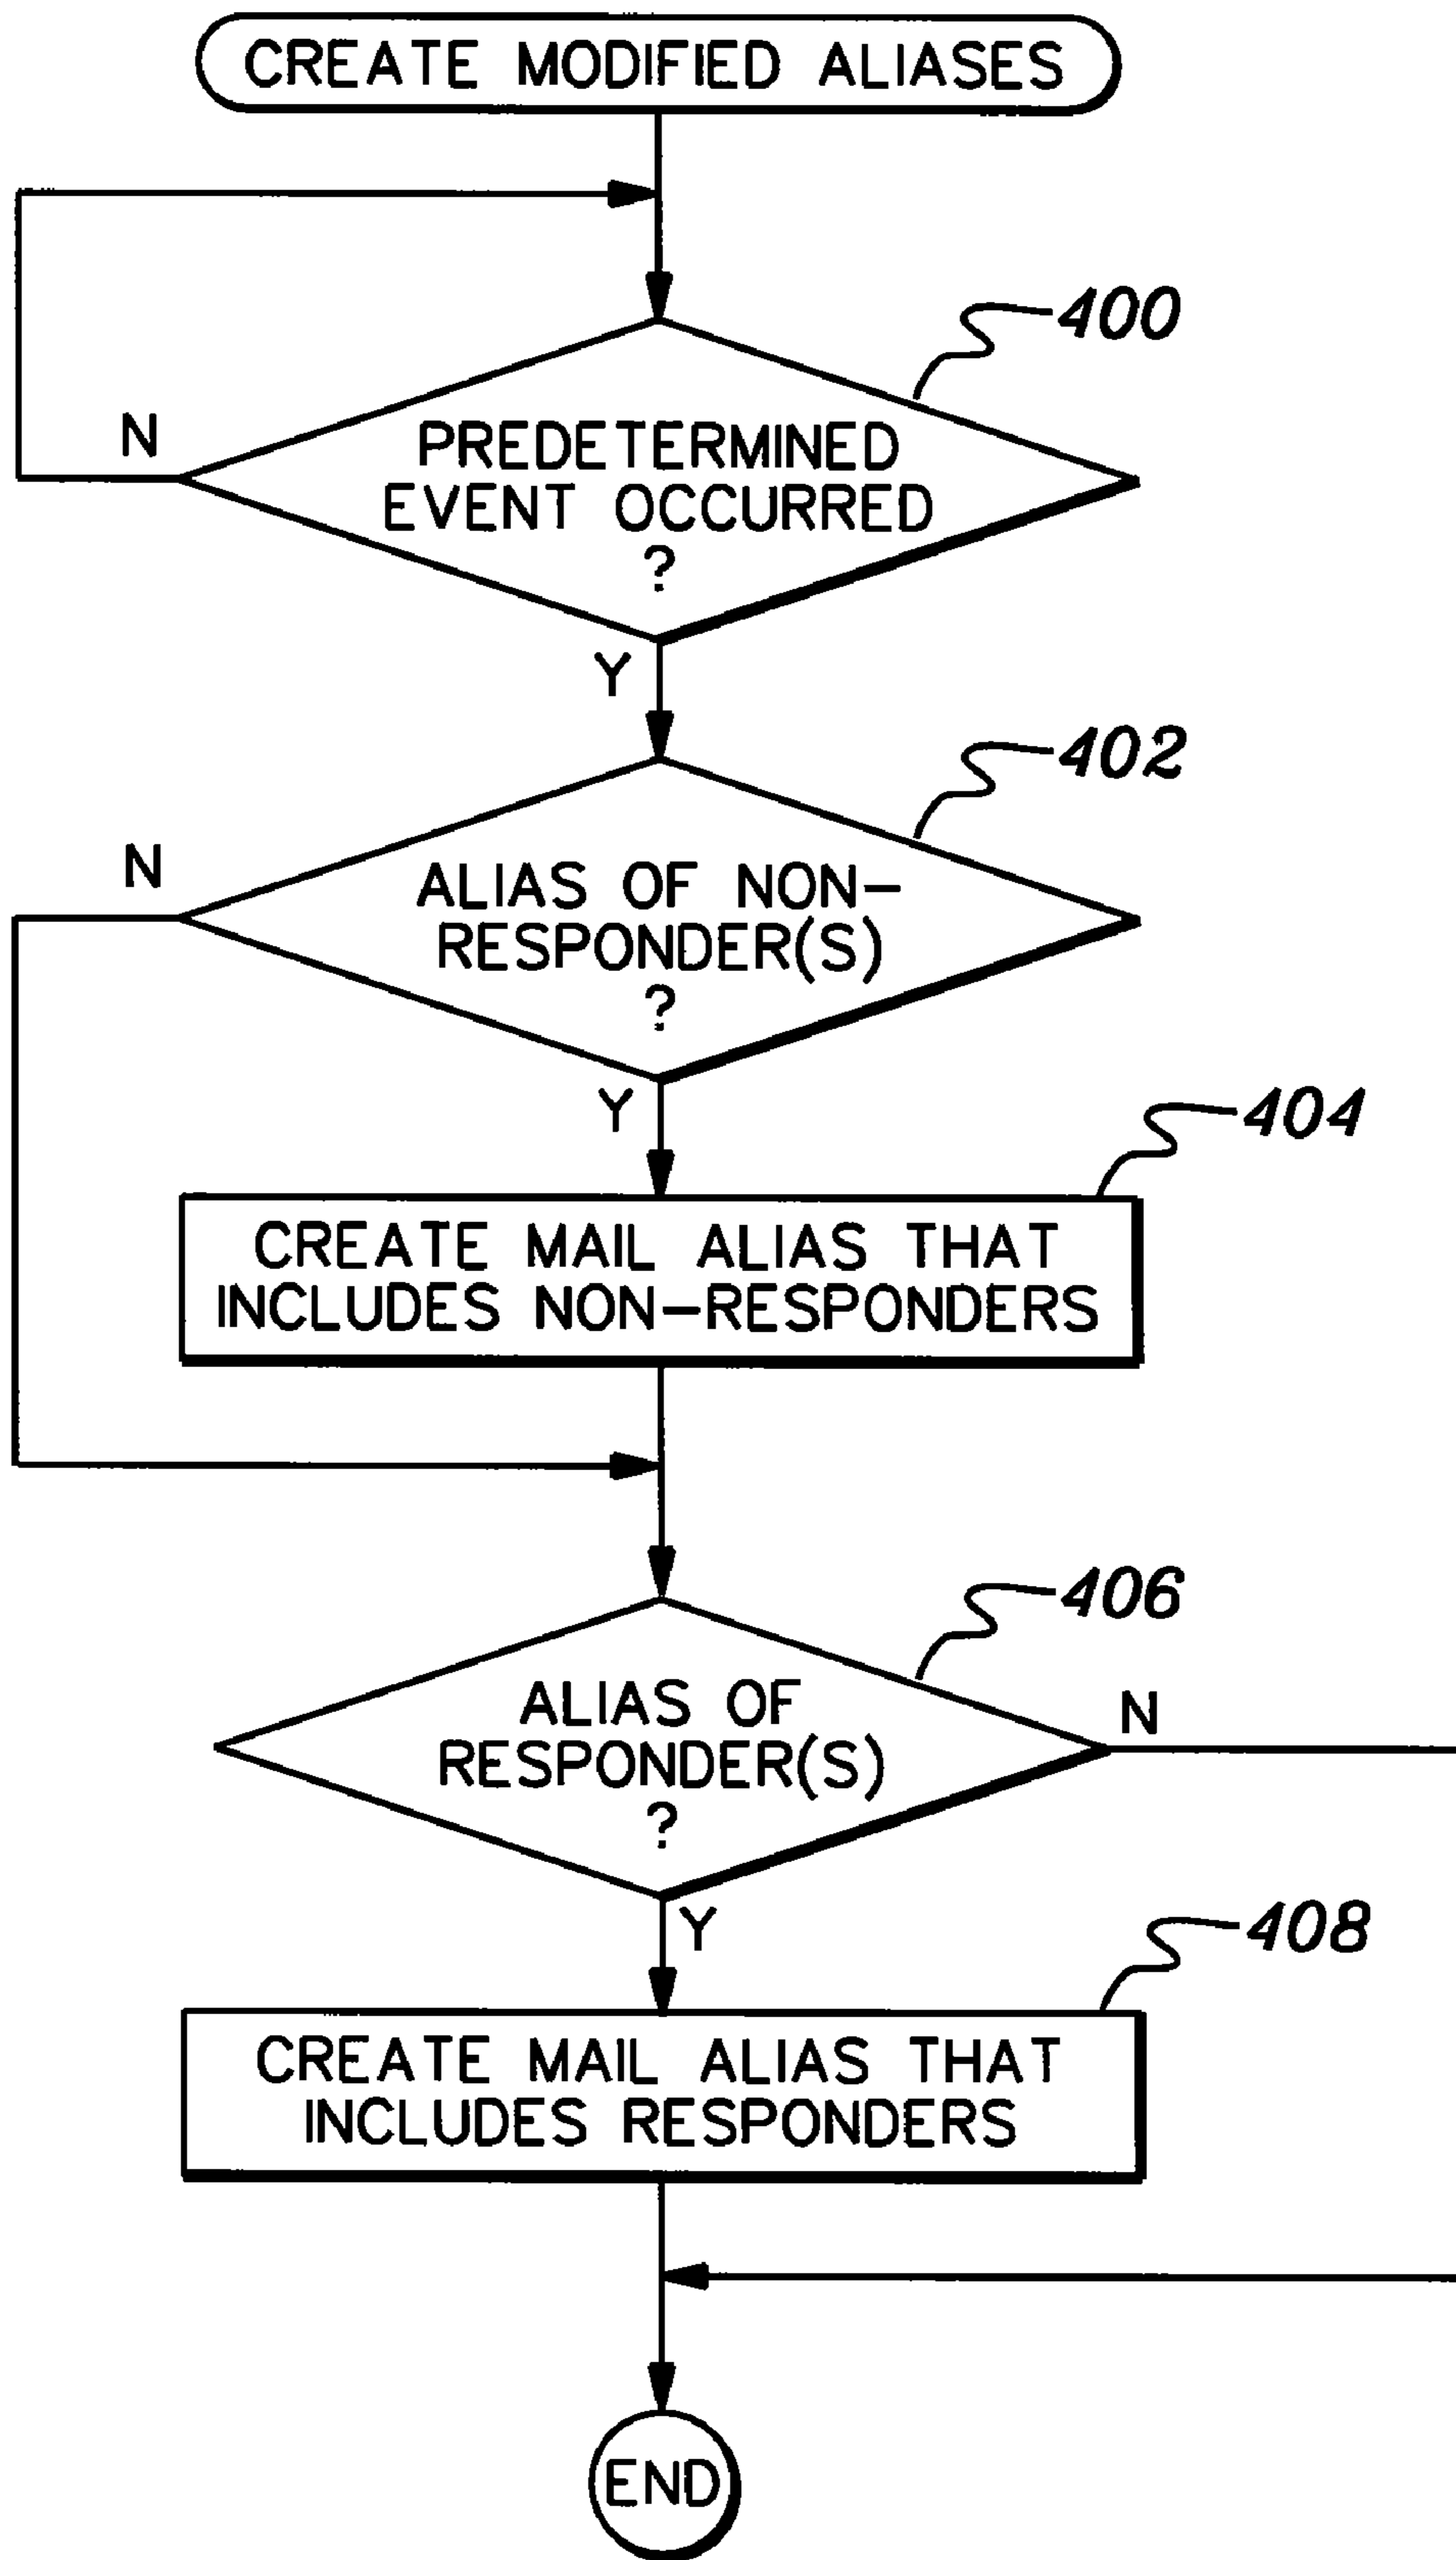 CREATE MODIFIED ALIASES
400
N
PREDETERMINED
EVENT OCCURRED
?
Y
402
N
ALIAS OF NON-
RESPONDER(S)
?
Y
404
CREATE MAIL ALIAS THAT
INCLUDES NON-RESPONDERS
406
ALIAS OF
RESPONDER(S)
?
N
Y
408
CREATE MAIL ALIAS THAT
INCLUDES RESPONDERS
END